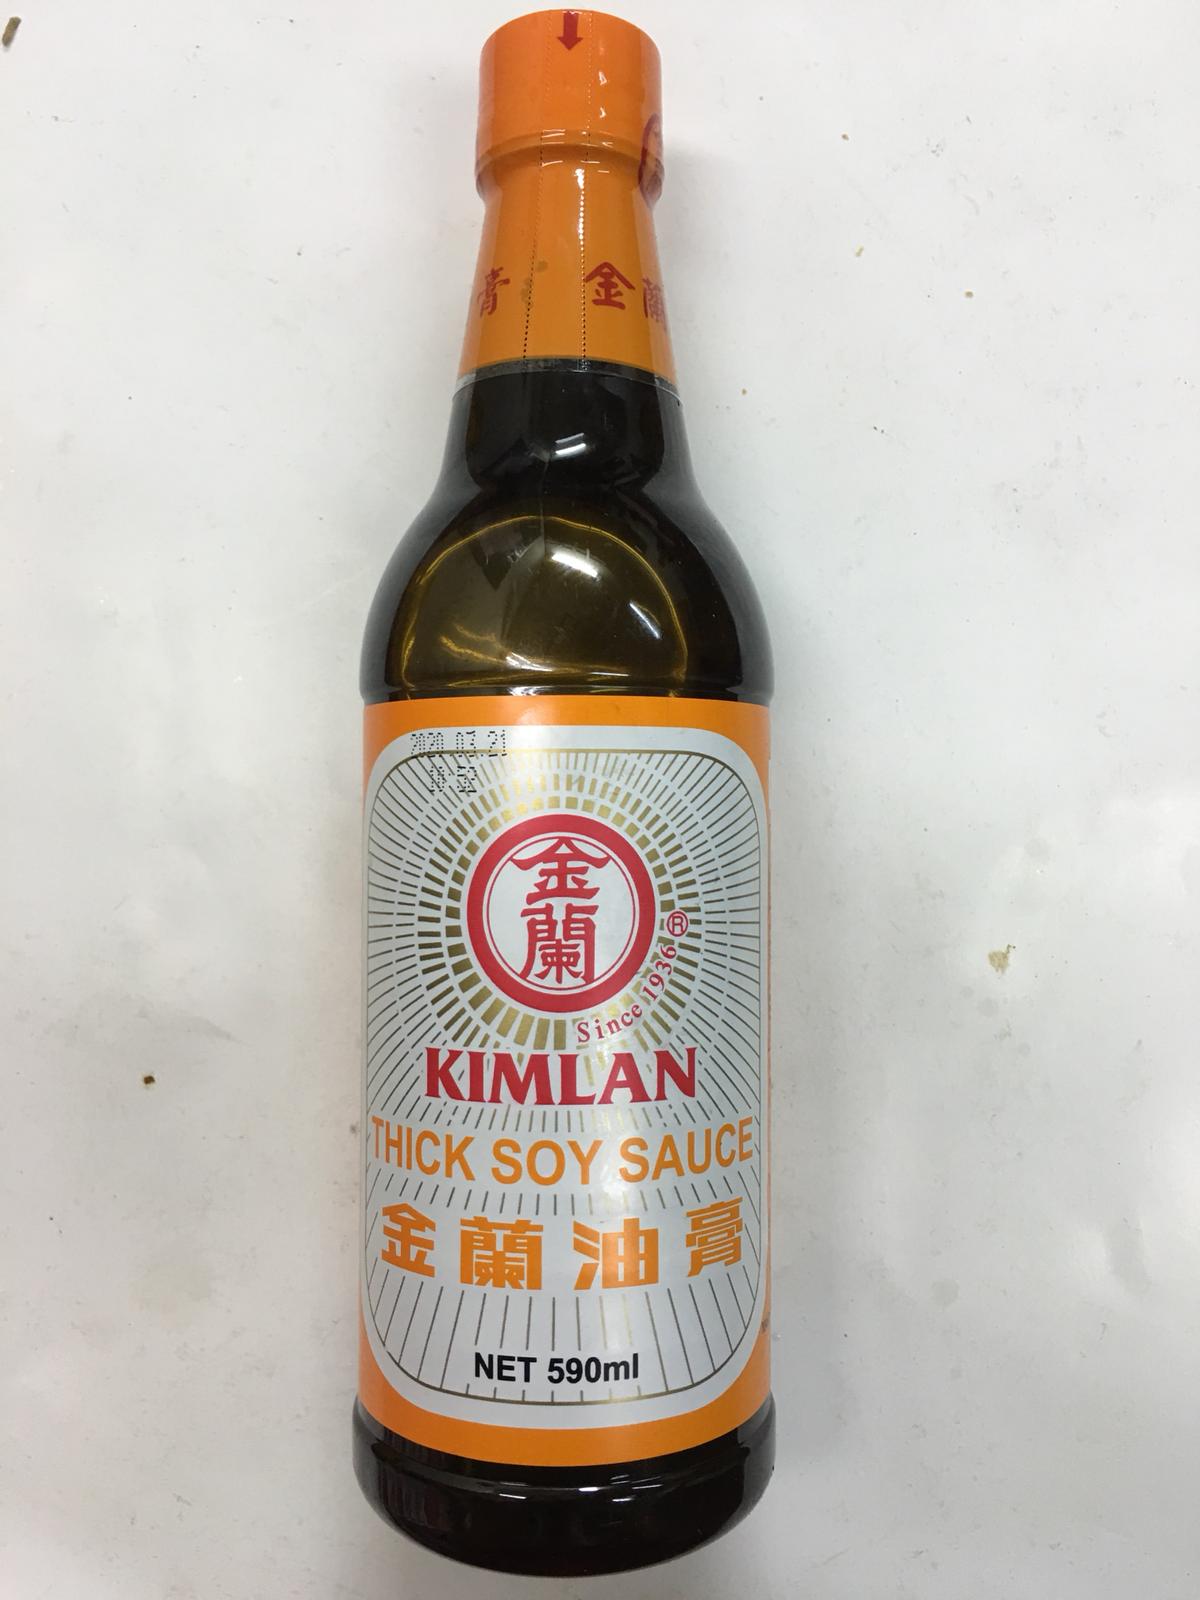 膏 金蘭
2020.03.21
金
蘭
®
Since 1936
KIMLAN
THICK SOY SAUCE
金蘭油膏
NET 590ml